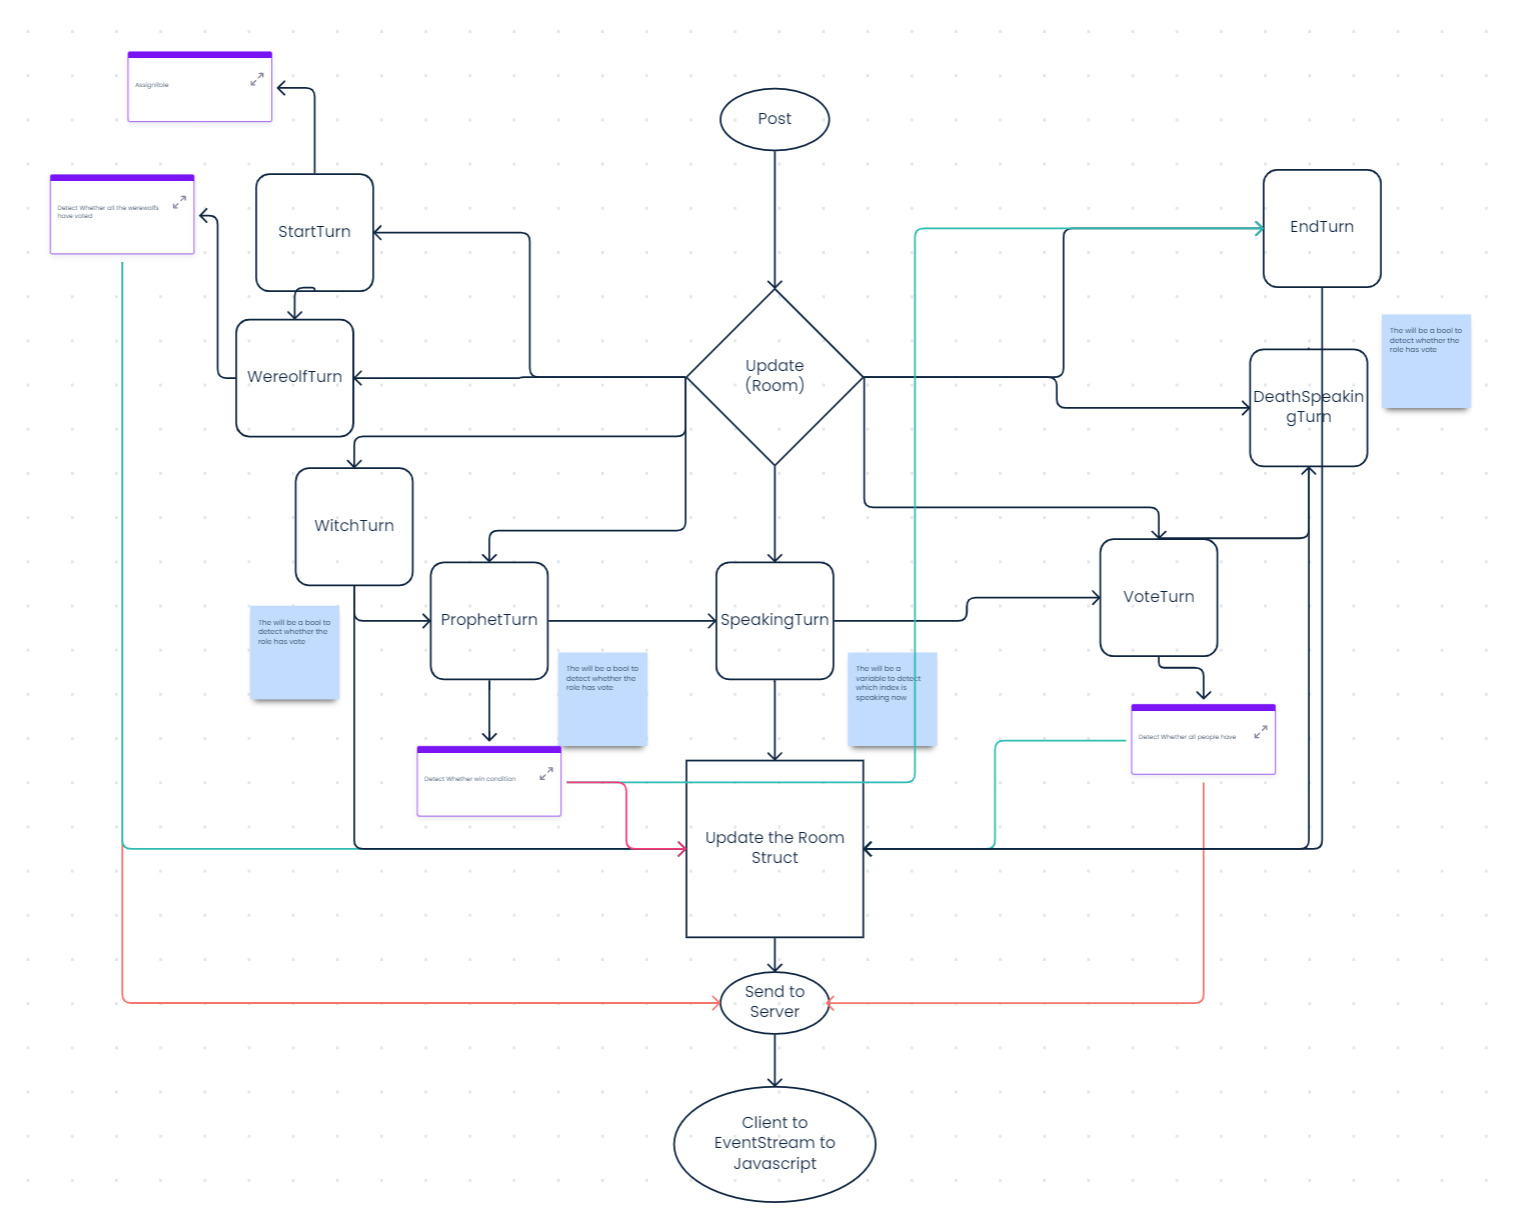 AssignRole
Post
Detect Whether all the werewolfs
have voted
StartTurn
EndTurn
The will be a bool to
detect whether the
role has vote
WereolfTurn
Update
(Room)
DeathSpeakin
gTurn
WitchTurn
ProphetTurn
SpeakingTurn
VoteTurn
The will be a bool to
detect whether the
role has vote
The will be a bool to
detect whether the
role has vote
The will be a
variable to detect
which index is
speaking now
Detect Whether all people have
Detect Whether win condition
Update the Room
Struct
Send to
Server
Client to
EventStream to
Javascript